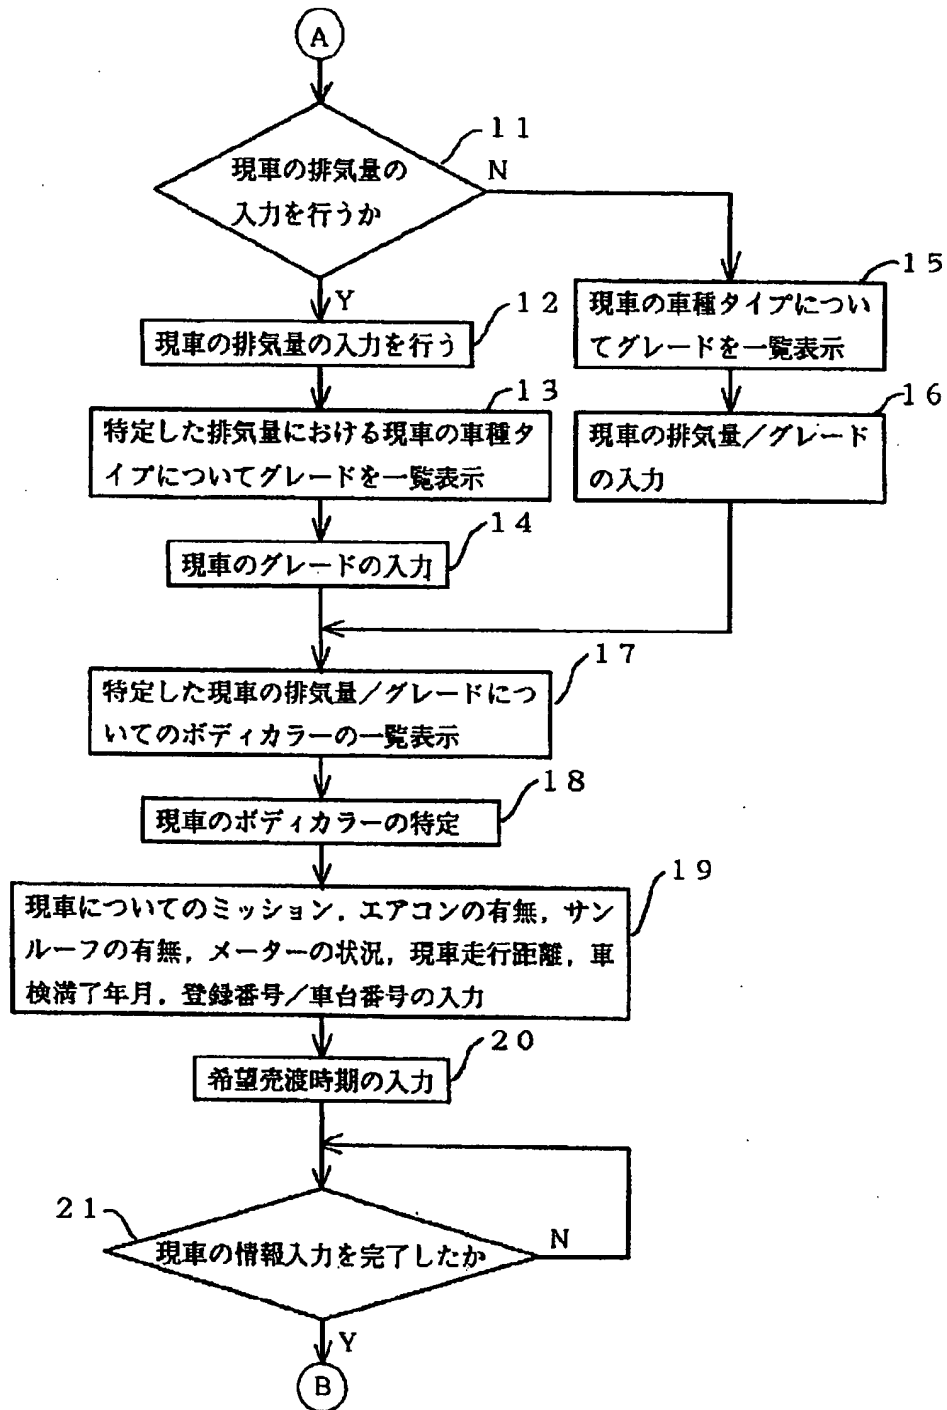 A
11
現車の排気量の
入力を行うか
N
Y
12
現車の排気量の入力を行う
15
現車の車種タイプについ
てグレードを一覧表示
13
特定した排気量における現車の車種タ
イプについてグレードを一覧表示
16
現車の排気量/グレード
の入力
14
現車のグレードの入力
17
特定した現車の排気量/グレードにつ
いてのボディカラーの一覧表示
18
現車のボディカラーの特定
19
現車についてのミッション, エアコンの有無, サン
ルーフの有無, メーターの状況, 現車走行距離, 車
検満了年月, 登録番号/車台番号の入力
20
希望売渡時期の入力
21
現車の情報入力を完了したか
N
Y
B